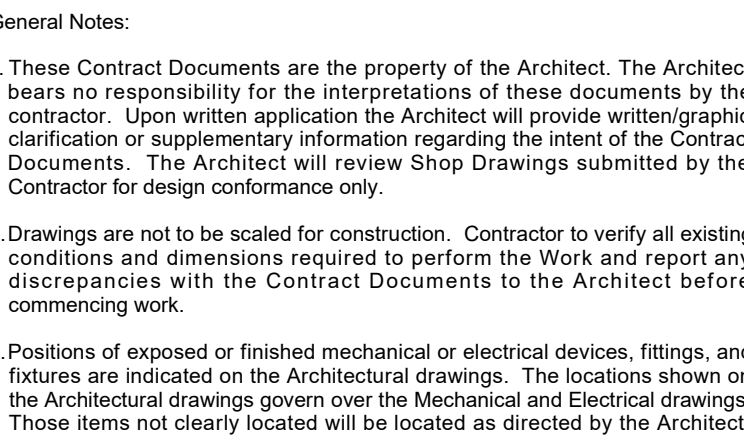 General Notes:
. These Contract Documents are the property of the Architect. The Architec
bears no responsibility for the interpretations of these documents by the
contractor. Upon written application the Architect will provide written/graphic
clarification or supplementary information regarding the intent of the Contrac
Documents. The Architect will review Shop Drawings submitted by the
Contractor for design conformance only.
.Drawings are not to be scaled for construction. Contractor to verify all existing
conditions and dimensions required to perform the Work and report any
discrepancies with the Contract Documents to the Architect before
commencing work.
.Positions of exposed or finished mechanical or electrical devices, fittings, and
fixtures are indicated on the Architectural drawings. The locations shown on
the Architectural drawings govern over the Mechanical and Electrical drawings
Those items not clearly located will be located as directed by the Architect